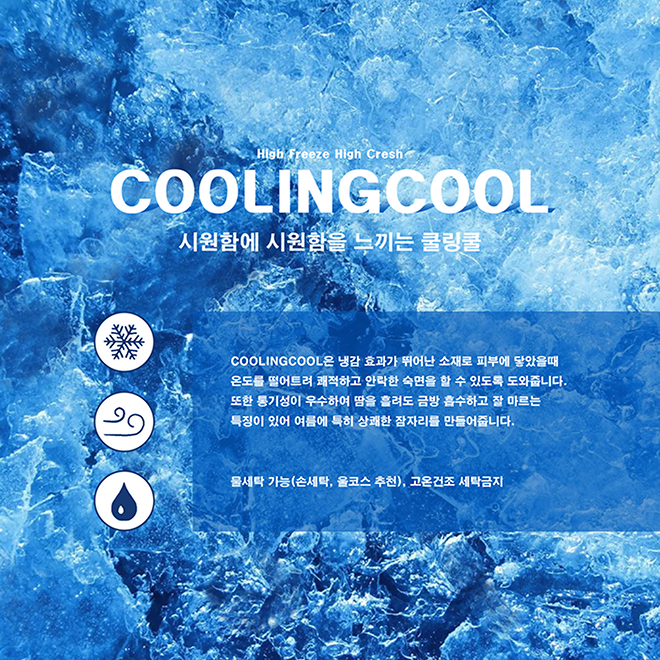 High Freeze High Cresh
COOLINGCOOL
시원함에 시원함을 느끼는 쿨링쿨
COOLINGCOOL은 냉감 효과가 뛰어난 소재로 피부에 닿았을때
온도를 떨어트려 쾌적하고 안락한 숙면을 할 수 있도록 도와줍니다.
또한 통기성이 우수하여 땀을 흘려도 금방 흡수하고 잘 마르는
특징이 있어 여름에 특히 상쾌한 잠자리를 만들어줍니다.
물세탁 가능(손세탁, 울코스 추천), 고온건조 세탁금지